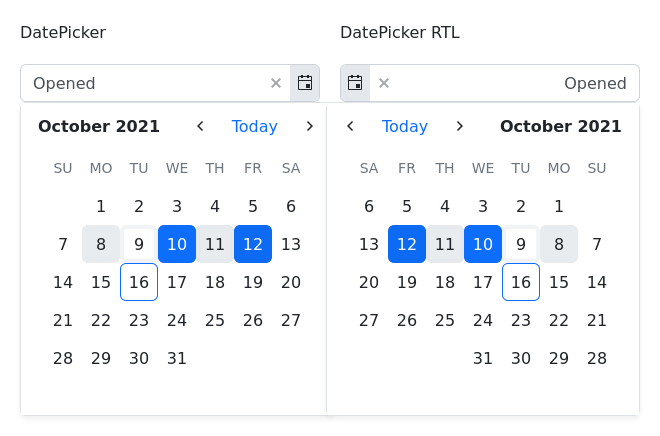 DatePicker
Opened
October 2021 Today
SU MO TU WE TH FR SA
1 2 3 4 5 6
7 8 9 10 11 12 13
14 15 16 17 18 19 20
21 22 23 24 25 26 27
28 29 30 31
DatePicker RTL
Opened
Today October 2021
SA FR TH WE TU MO SU
6 5 4 3 2 1
13 12 11 10 9 8 7
20 19 18 17 16 15 14
27 26 25 24 23 22 21
31 30 29 28